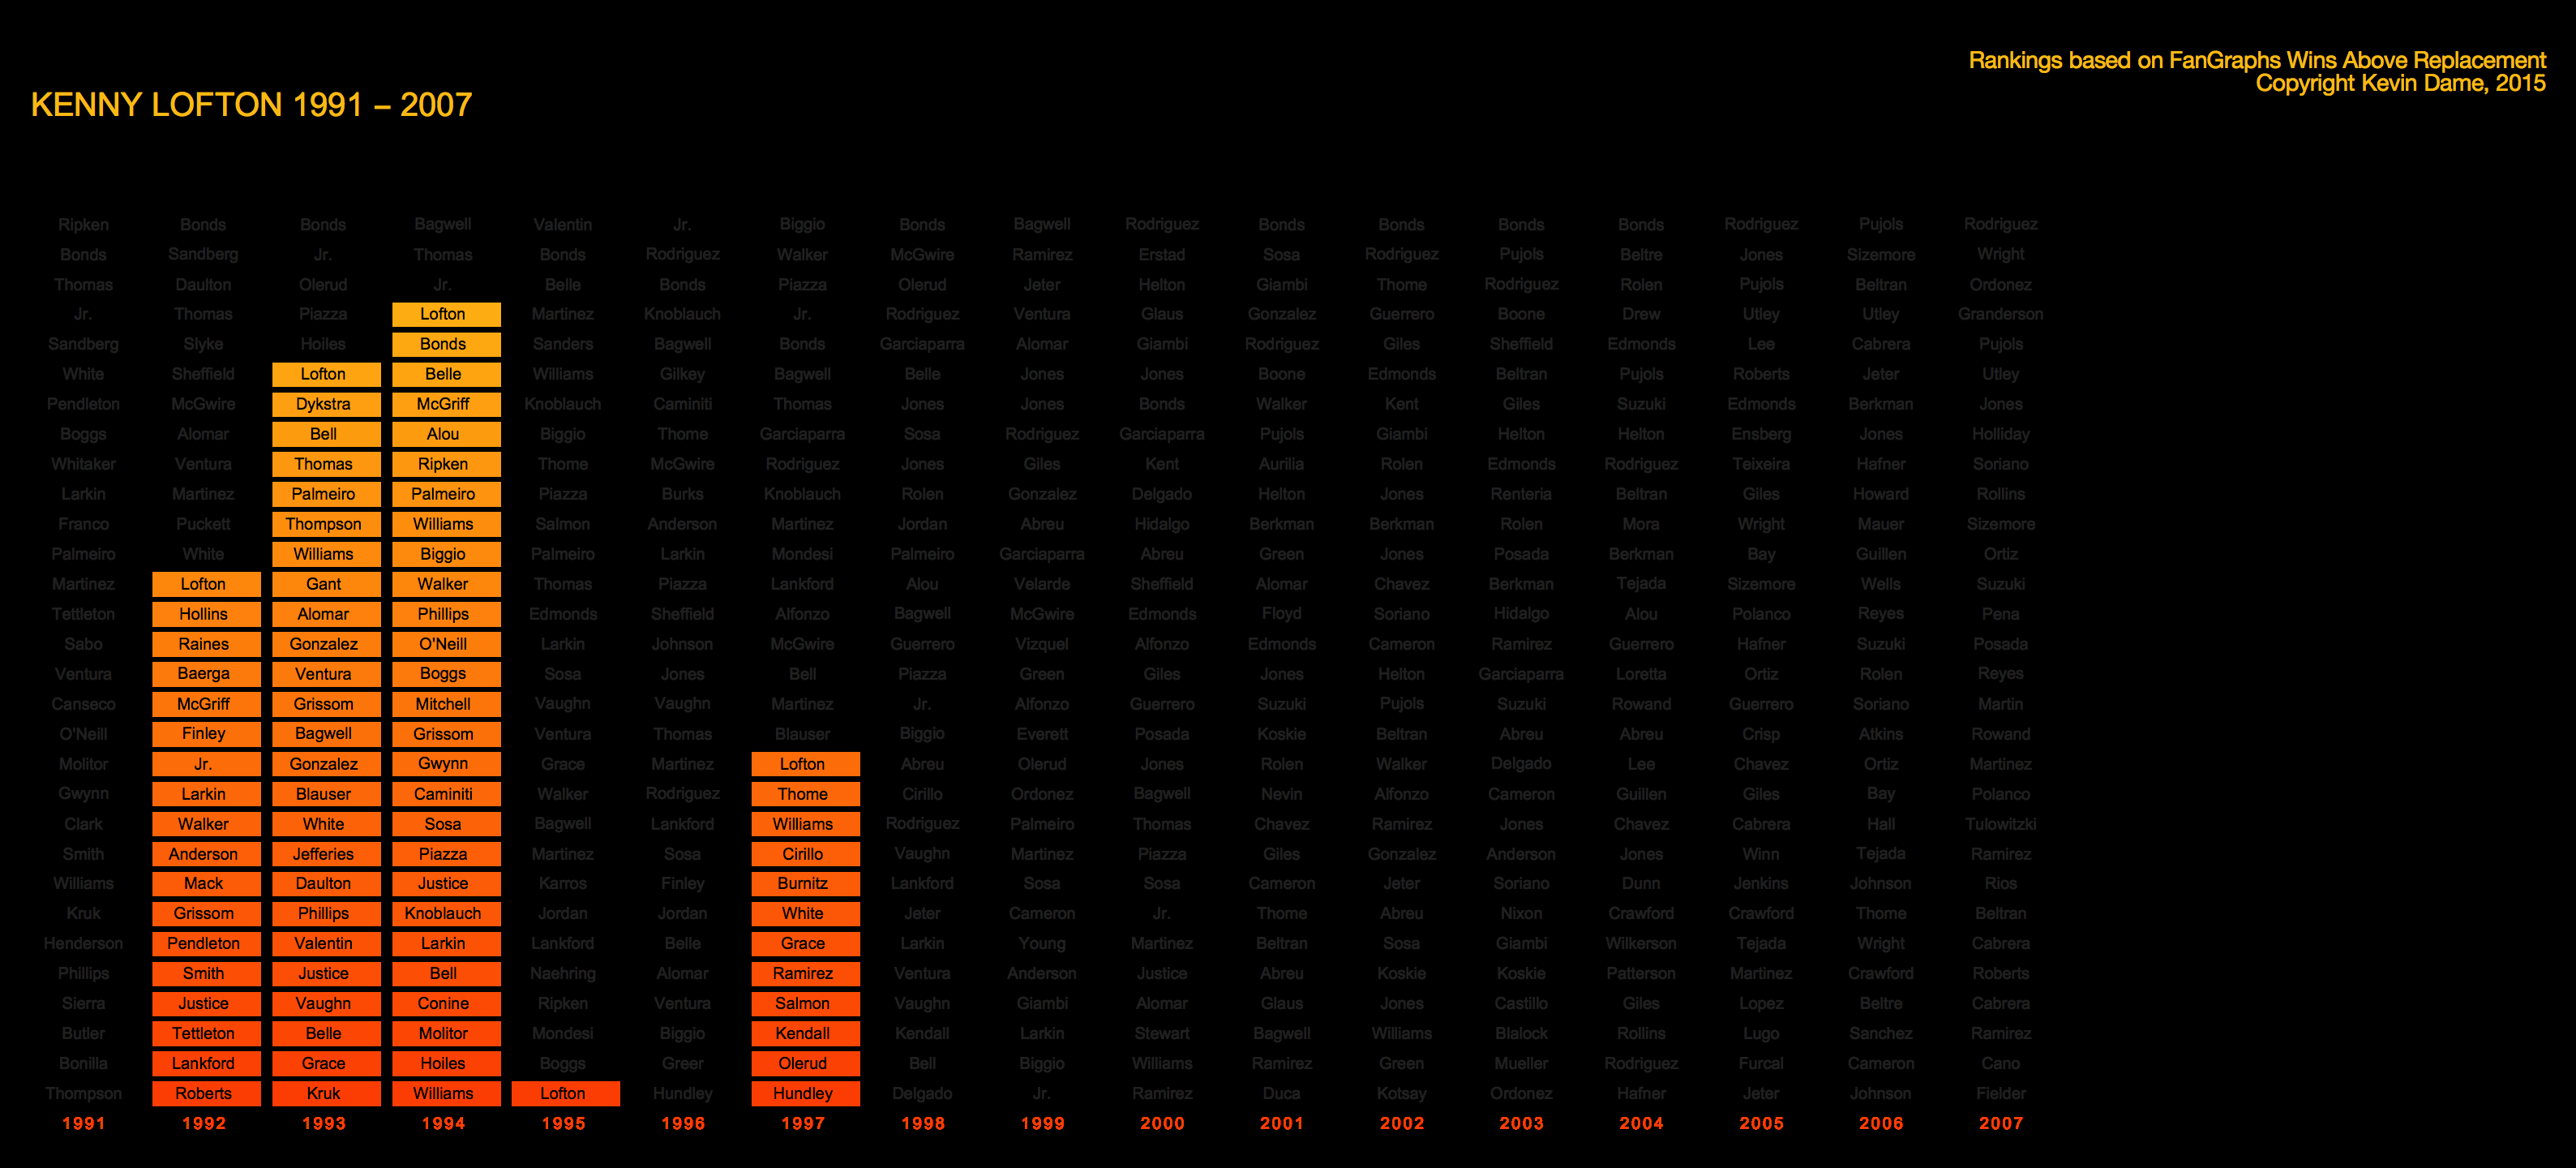 Rankings based on FanGraphs Wins Above Replacement
Copyright Kevin Dame, 2015
KENNY LOFTON 1991 – 2007
Ripken Bonds Bonds Bagwell Valentin Jr. Biggio Bonds Bagwell Rodriguez Bonds Bonds Bonds Bonds Rodriguez Pujols Rodriguez
Bonds Sandberg Jr. Thomas Bonds Rodriguez Walker McGwire Ramirez Erstad Sosa Rodriguez Pujols Beltre Jones Sizemore Wright
Thomas Daulton Olerud Jr. Belle Bonds Piazza Olerud Jeter Helton Giambi Thome Rodriguez Rolen Pujols Beltran Ordonez
Jr. Thomas Piazza Lofton Martinez Knoblauch Jr. Rodriguez Ventura Glaus Gonzalez Guerrero Boone Drew Utley Utley Granderson
Sandberg Slyke Hoiles Bonds Sanders Bagwell Bonds Garciaparra Alomar Giambi Rodriguez Giles Sheffield Edmonds Lee Cabrera Pujols
White Sheffield Lofton Belle Williams Gilkey Bagwell Belle Jones Jones Boone Edmonds Beltran Pujols Roberts Jeter Utley
Pendleton McGwire Dykstra McGriff Knoblauch Caminiti Thomas Jones Jones Bonds Walker Kent Giles Suzuki Edmonds Berkman Jones
Boggs Alomar Bell Alou Biggio Thome Garciaparra Sosa Rodriguez Garciaparra Pujols Giambi Helton Helton Ensberg Jones Holliday
Whitaker Ventura Thomas Ripken Thome McGwire Rodriguez Jones Giles Kent Aurilia Rolen Edmonds Rodriguez Teixeira Hafner Soriano
Larkin Martinez Palmeiro Palmeiro Piazza Burks Knoblauch Rolen Gonzalez Delgado Helton Jones Renteria Beltran Giles Howard Rollins
Franco Puckett Thompson Williams Salmon Anderson Martinez Jordan Abreu Hidalgo Berkman Berkman Rolen Mora Wright Mauer Sizemore
Palmeiro White Williams Biggio Palmeiro Larkin Mondesi Palmeiro Garciaparra Abreu Green Jones Posada Berkman Bay Guillen Ortiz
Martinez Lofton Gant Walker Thomas Piazza Lankford Alou Velarde Sheffield Alomar Chavez Berkman Tejada Sizemore Wells Suzuki
Tettleton Hollins Alomar Phillips Edmonds Sheffield Alfonzo Bagwell McGwire Edmonds Floyd Soriano Hidalgo Alou Polanco Reyes Pena
Sabo Raines Gonzalez O'Neill Larkin Johnson McGwire Guerrero Vizquel Alfonzo Edmonds Cameron Ramirez Guerrero Hafner Suzuki Posada
Ventura Baerga Ventura Boggs Sosa Jones Bell Piazza Green Giles Jones Helton Garciaparra Loretta Ortiz Rolen Reyes
Canseco McGriff Grissom Mitchell Vaughn Vaughn Martinez Jr. Alfonzo Guerrero Suzuki Pujols Suzuki Rowand Guerrero Soriano Martin
O'Neill Finley Bagwell Grissom Ventura Thomas Blauser Biggio Everett Posada Koskie Beltran Abreu Abreu Crisp Atkins Rowand
Molitor Jr. Gonzalez Gwynn Grace Martinez Lofton Abreu Olerud Jones Rolen Walker Delgado Lee Chavez Ortiz Martinez
Gwynn Larkin Blauser Caminiti Walker Rodriguez Thome Cirillo Ordonez Bagwell Nevin Alfonzo Cameron Guillen Giles Bay Polanco
Clark Walker White Sosa Bagwell Lankford Williams Rodriguez Palmeiro Thomas Chavez Ramirez Jones Chavez Cabrera Hall Tulowitzki
Smith Anderson Jefferies Piazza Martinez Sosa Cirillo Vaughn Martinez Piazza Giles Gonzalez Anderson Jones Winn Tejada Ramirez
Williams Mack Daulton Justice Karros Finley Burnitz Lankford Sosa Sosa Cameron Jeter Soriano Dunn Jenkins Johnson Rios
Kruk Grissom Phillips Knoblauch Jordan Jordan White Jeter Cameron Jr. Thome Abreu Nixon Crawford Crawford Thome Beltran
Henderson Pendleton Valentin Larkin Lankford Belle Grace Larkin Young Martinez Beltran Sosa Giambi Wilkerson Tejada Wright Cabrera
Phillips Smith Justice Bell Naehring Alomar Ramirez Ventura Anderson Justice Abreu Koskie Koskie Patterson Martinez Crawford Roberts
Sierra Justice Vaughn Conine Ripken Ventura Salmon Vaughn Giambi Alomar Glaus Jones Castillo Giles Lopez Beltre Cabrera
Butler Tettleton Belle Molitor Mondesi Biggio Kendall Kendall Larkin Stewart Bagwell Williams Blalock Rollins Lugo Sanchez Ramirez
Bonilla Lankford Grace Hoiles Boggs Greer Olerud Bell Biggio Williams Ramirez Green Mueller Rodriguez Furcal Cameron Cano
Thompson Roberts Kruk Williams Lofton Hundley Hundley Delgado Jr. Ramirez Duca Kotsay Ordonez Hafner Jeter Johnson Fielder
1991 1992 1993 1994 1995 1996 1997 1998 1999 2000 2001 2002 2003 2004 2005 2006 2007